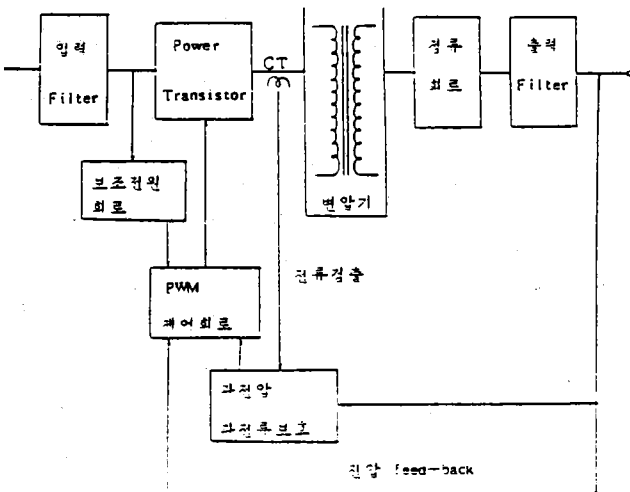 입력
Filter
Power
Transistor
CT
변압기
정류
회로
출력
Filter
보조전원
회로
전류검출
PWM
제어회로
과전압
과전류보호
전압 feed-back